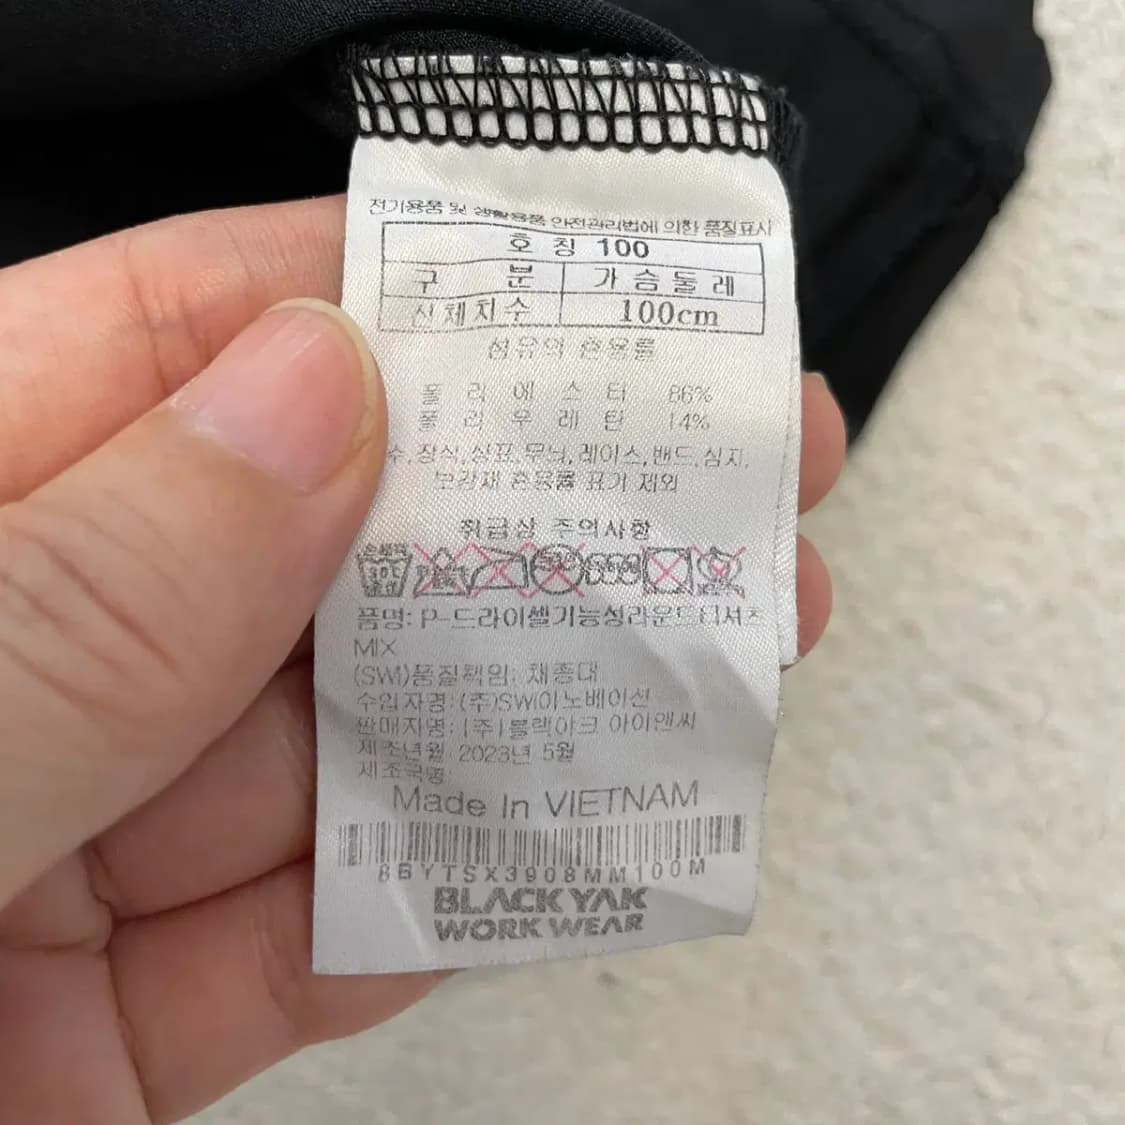 전기용품 및 생활용품 안전관리법에 의한 품질표시
호 칭 100
구 분 가슴둘레
신체치수 100cm
섬유의 혼용률
폴리에스터 86%
폴리우레탄 14%
수,장식,상표,무늬,레이스,밴드,심지,
보강재 혼용률 표기 제외
취급상 주의사항
품명: P-드라이쉘기능성라운드티셔츠
MIX
(SWI)품질책임: 채종대
수입자명:(주)SWI이노베이션
판매자명:(주)블랙야크 아이앤씨
제조년월 2023년 5월
제조국명
Made In VIETNAM
8BYTSX3908MM100M
BLACKYAK
WORK WEAR